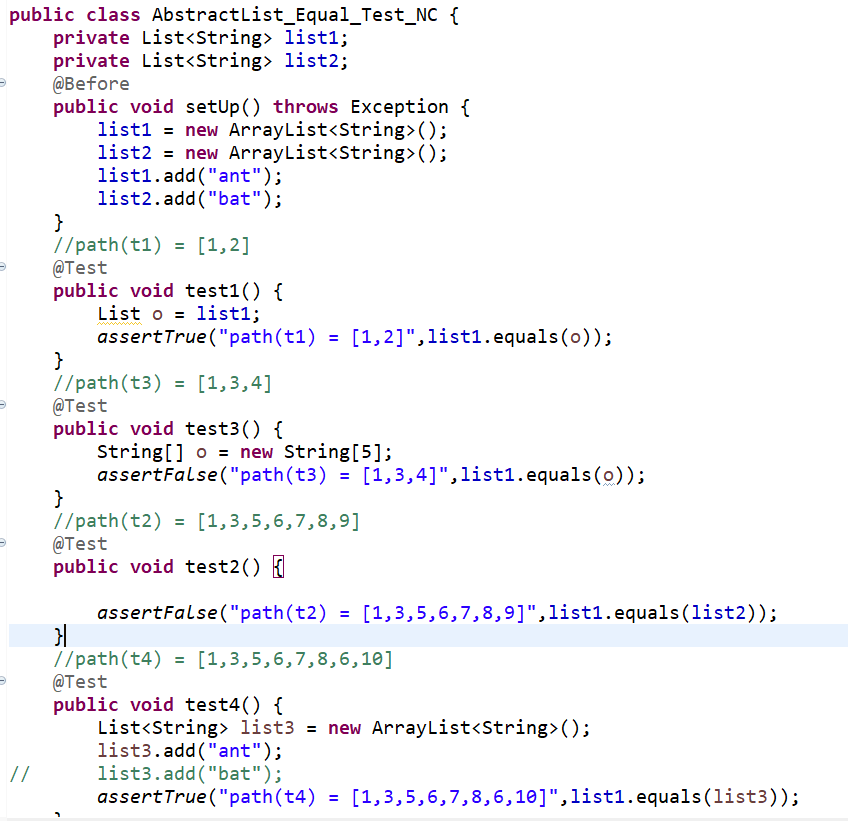 public class AbstractList_Equal_Test_NC {
    private List<String> list1;
    private List<String> list2;
    @Before
    public void setUp() throws Exception {
        list1 = new ArrayList<String>();
        list2 = new ArrayList<String>();
        list1.add("ant");
        list2.add("bat");
    }
    //path(t1) = [1,2]
    @Test
    public void test1() {
        List o = list1;
        assertTrue("path(t1) = [1,2]",list1.equals(o));
    }
    //path(t3) = [1,3,4]
    @Test
    public void test3() {
        String[] o = new String[5];
        assertFalse("path(t3) = [1,3,4]",list1.equals(o));
    }
    //path(t2) = [1,3,5,6,7,8,9]
    @Test
    public void test2() {

        assertFalse("path(t2) = [1,3,5,6,7,8,9]",list1.equals(list2));
    }
    //path(t4) = [1,3,5,6,7,8,6,10]
    @Test
    public void test4() {
        List<String> list3 = new ArrayList<String>();
        list3.add("ant");
//      list3.add("bat");
        assertTrue("path(t4) = [1,3,5,6,7,8,6,10]",list1.equals(list3));